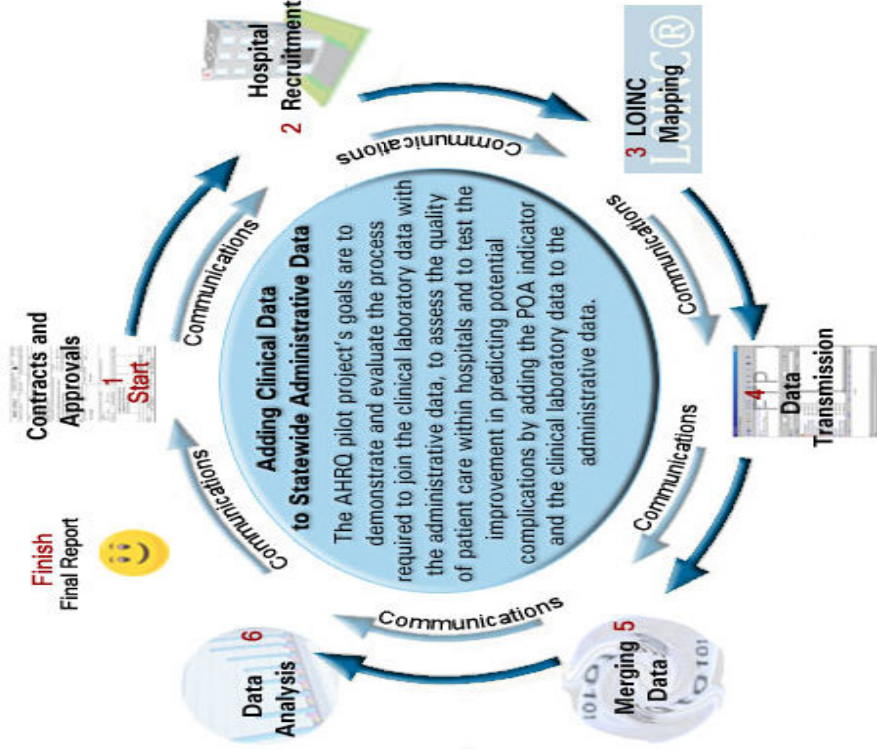 Contracts and
Approvals
1
Start
Communications
Hospital
2 Recruitment
Communications
3 LOINC
Mapping
LOINC®
Communications
4
FTP
Data
Transmission
Communications
Merging 5
Data
101
101
Communications
6
Data
Analysis
Communications
Finish
Final Report
Adding Clinical Data
to Statewide Administrative Data
The AHRQ pilot project's goals are to
demonstrate and evaluate the process
required to join the clinical laboratory data with
the administrative data, to assess the quality
of patient care within hospitals and to test the
improvement in predicting potential
complications by adding the POA indicator
and the clinical laboratory data to the
administrative data.